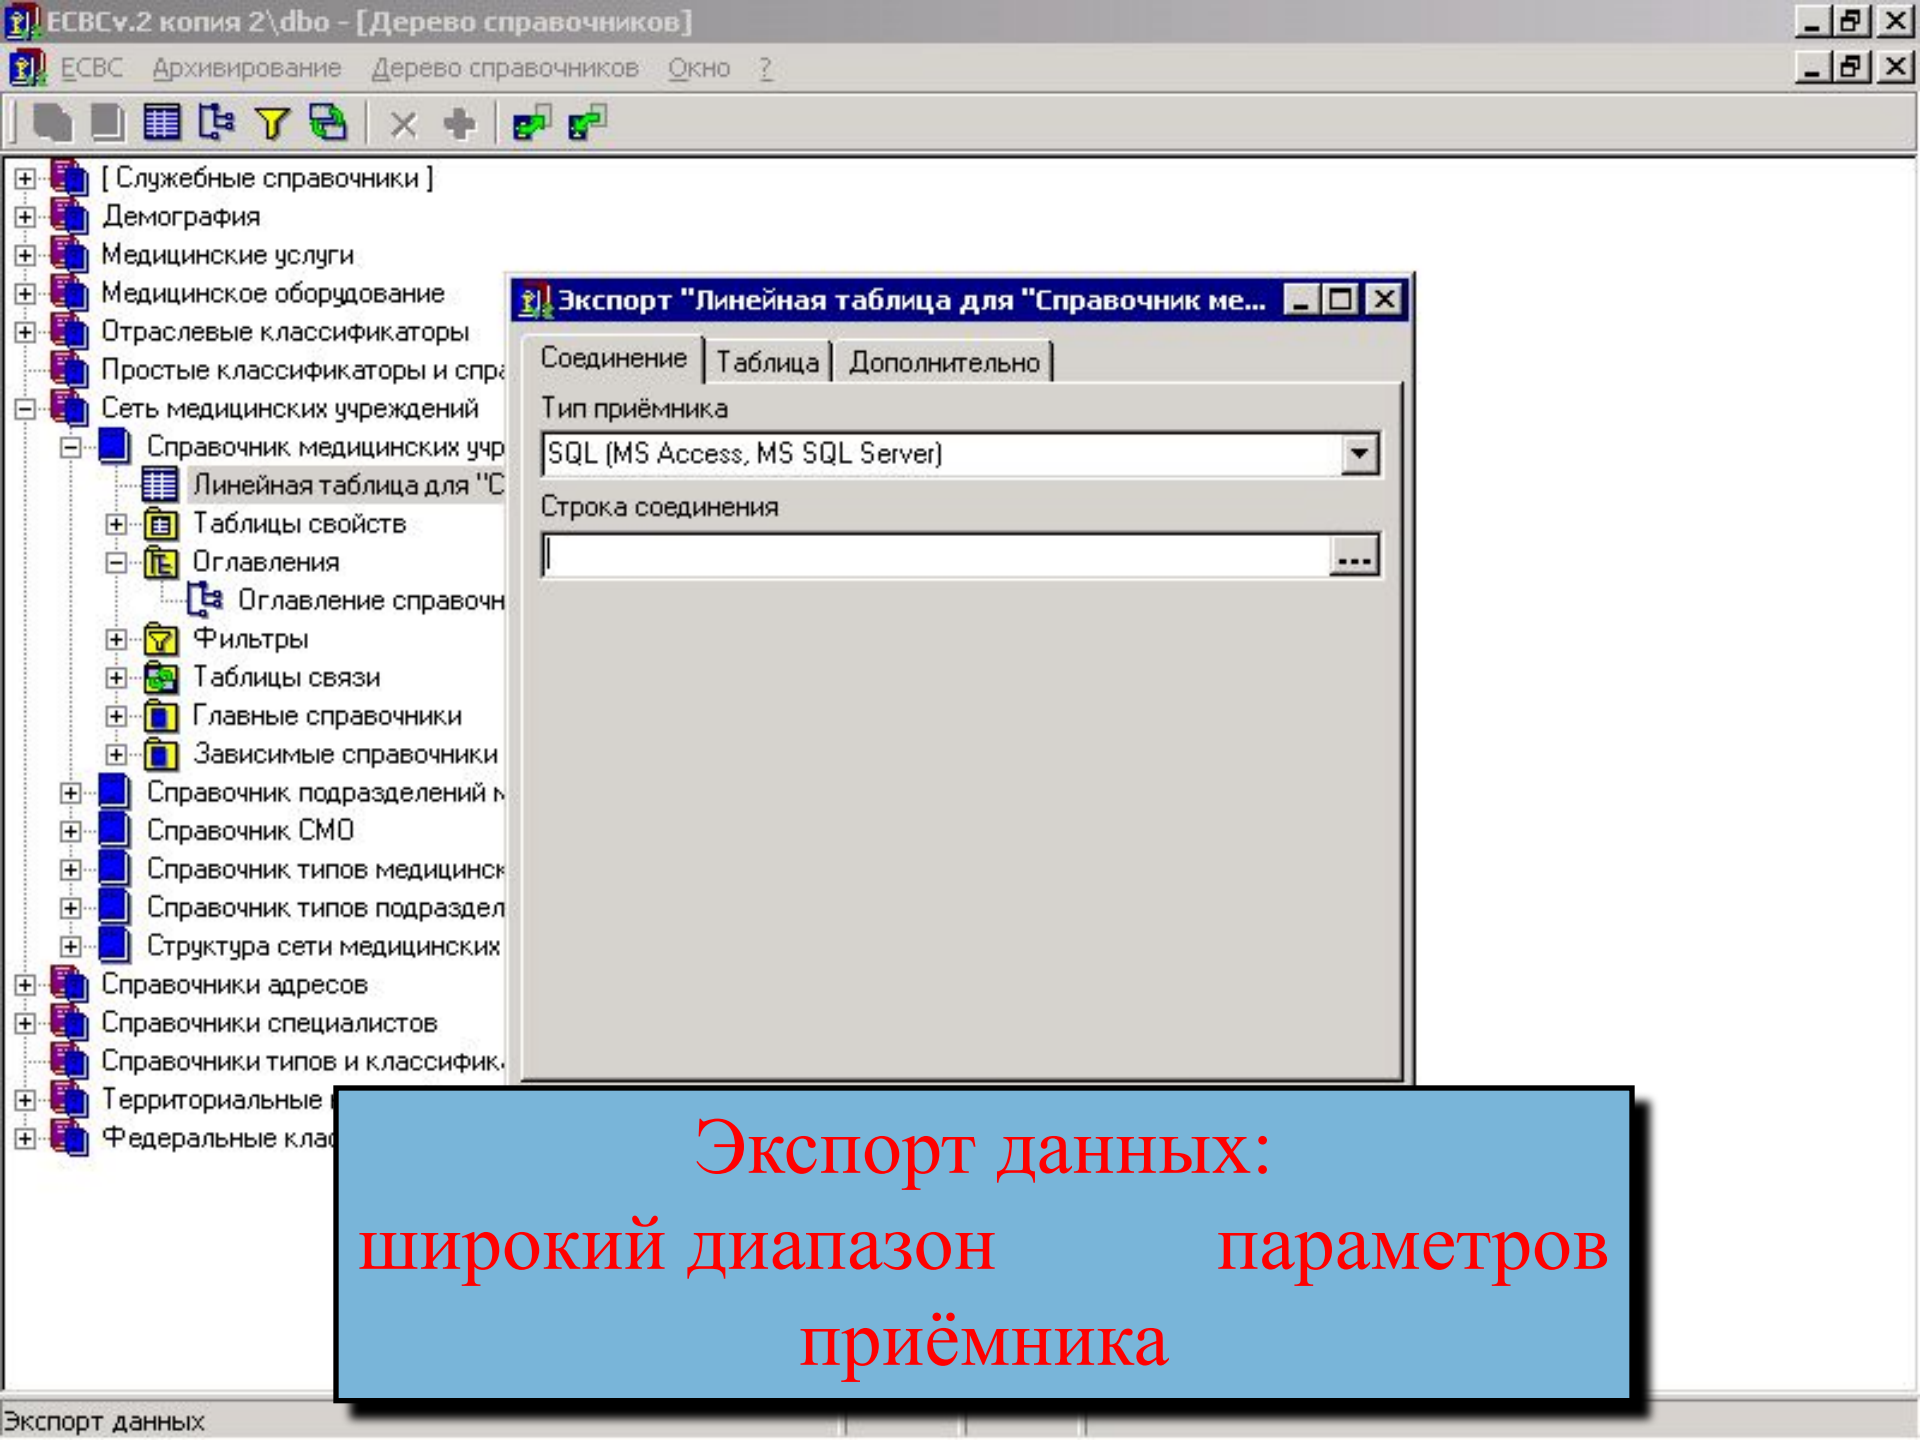 ЕСВСv.2 копия 2\dbo - [Дерево справочников]
ЕСВС Архивирование Дерево справочников Окно ?
[ Служебные справочники ]
Демография
Медицинские услуги
Медицинское оборудование
Отраслевые классификаторы
Простые классификаторы и спра
Сеть медицинских учреждений
Справочник медицинских учр
Линейная таблица для "С
Таблицы свойств
Оглавления
Оглавление справочн
Фильтры
Таблицы связи
Главные справочники
Зависимые справочники
Справочник подразделений м
Справочник СМО
Справочник типов медицинск
Справочник типов подраздел
Структура сети медицинских
Справочники адресов
Справочники специалистов
Справочники типов и классифик
Территориальные
Федеральные клас
Экспорт "Линейная таблица для "Справочник ме...
Соединение Таблица Дополнительно
Тип приёмника
SQL (MS Access, MS SQL Server)
Строка соединения
...
Экспорт данных:
широкий диапазон параметров
приёмника
Экспорт данных